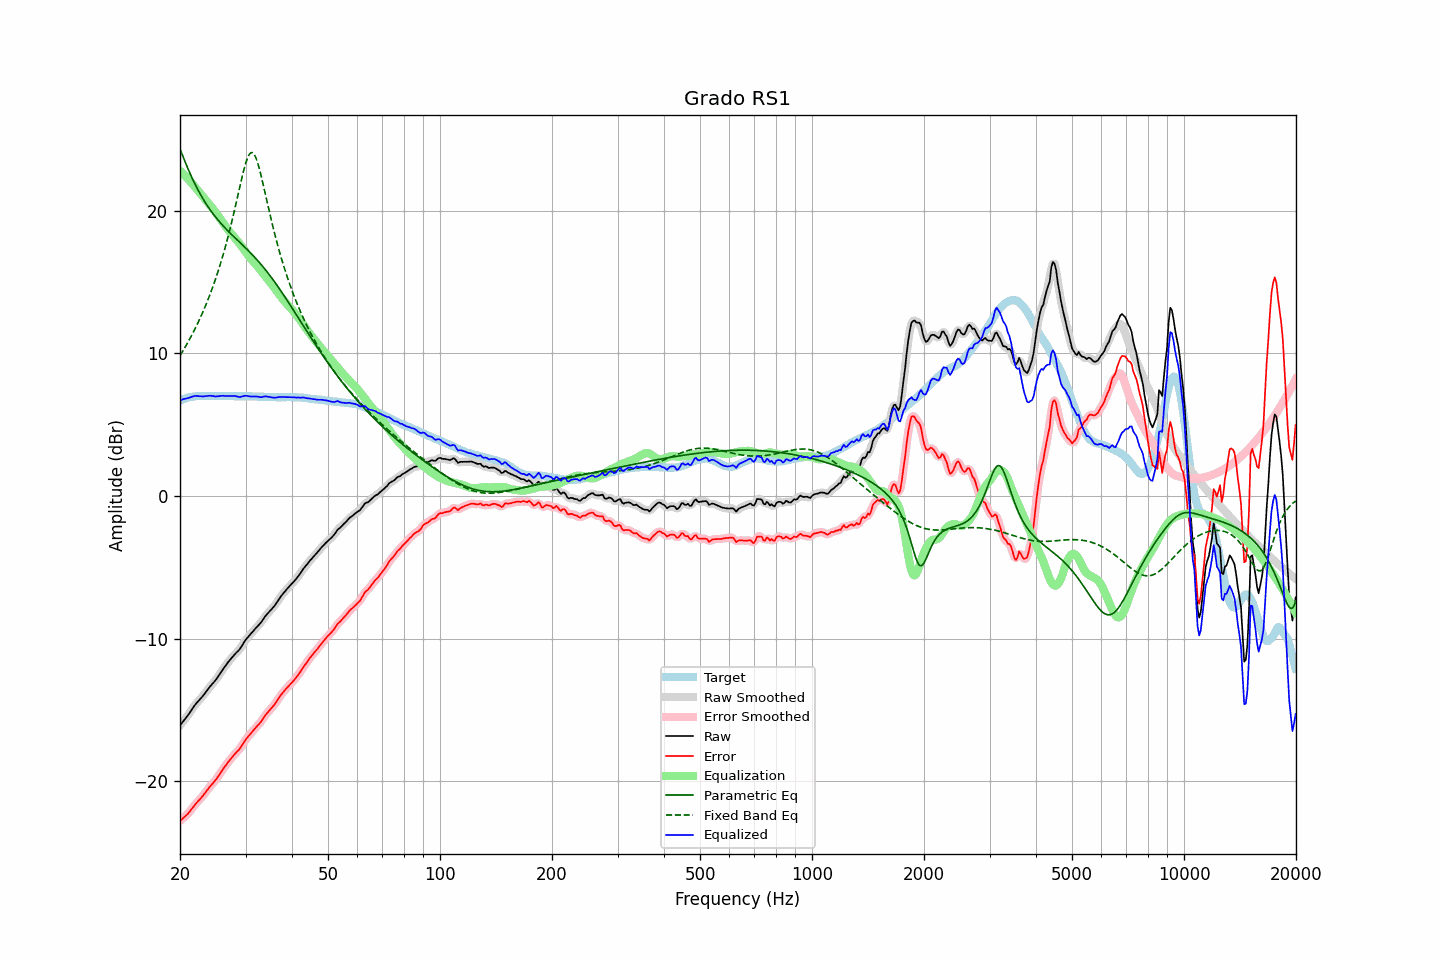 Grado RS1
Amplitude (dBr)
20
10
0
−10
−20
20
50
100
200
500
1000
2000
5000
10000
20000
Frequency (Hz)
Target
Raw Smoothed
Error Smoothed
Raw
Error
Equalization
Parametric Eq
Fixed Band Eq
Equalized